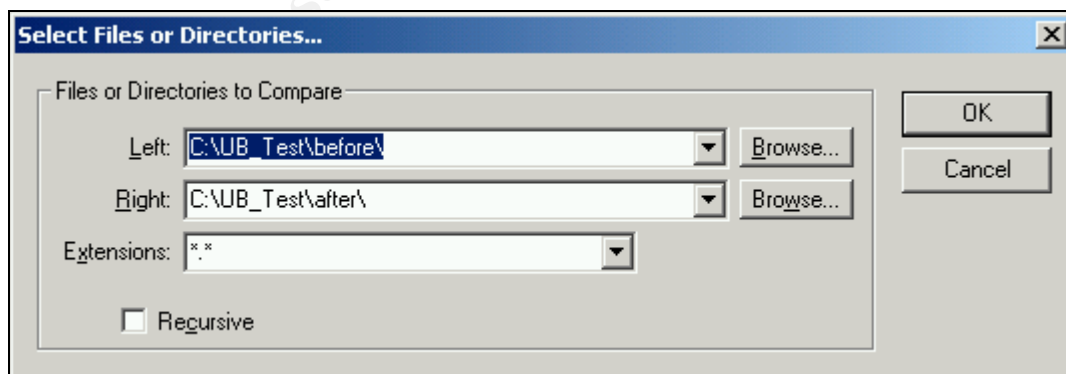 Select Files or Directories...
Files or Directories to Compare
Left: C:\UB_Test\before\ Browse...
Right: C:\UB_Test\after\ Browse...
Extensions: *.*
Recursive
OK
Cancel